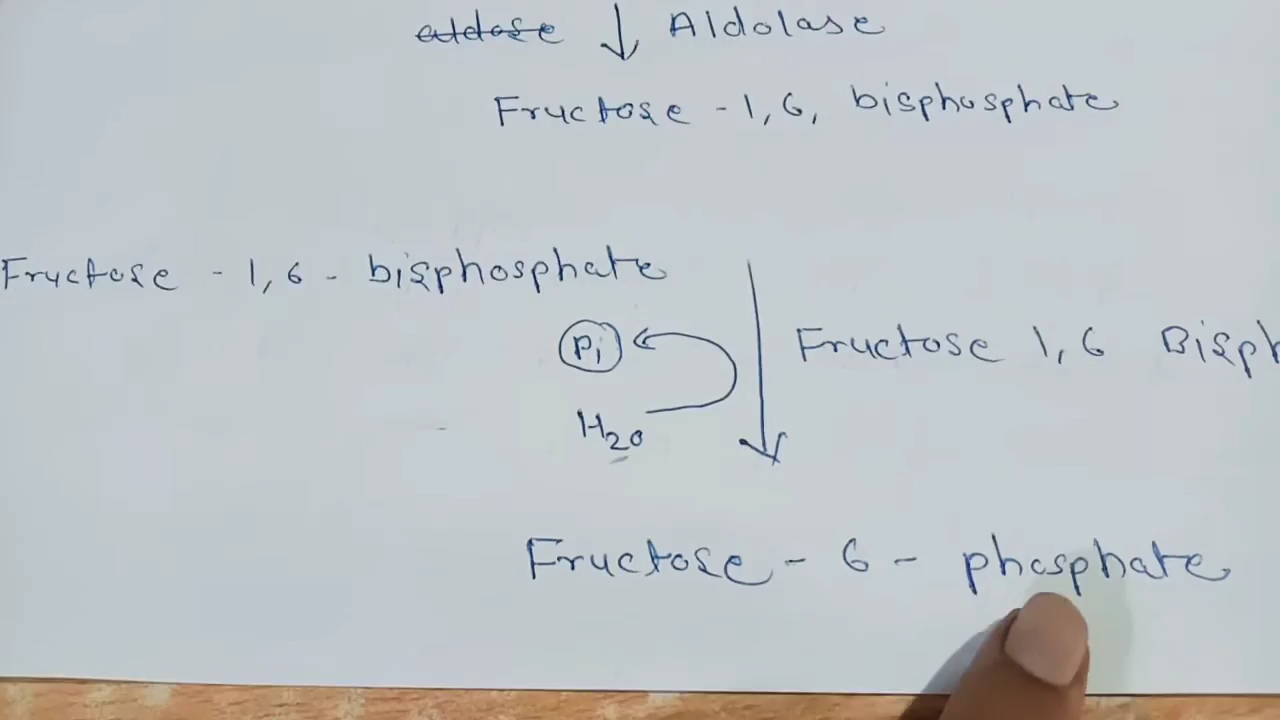 aldose ↓ Aldolase
Fructose - 1,6, bisphosphate
Fructose - 1,6 - bisphosphate
Pi
Fructose 1,6 Bisph
H2O
Fructose - 6 - phosphate